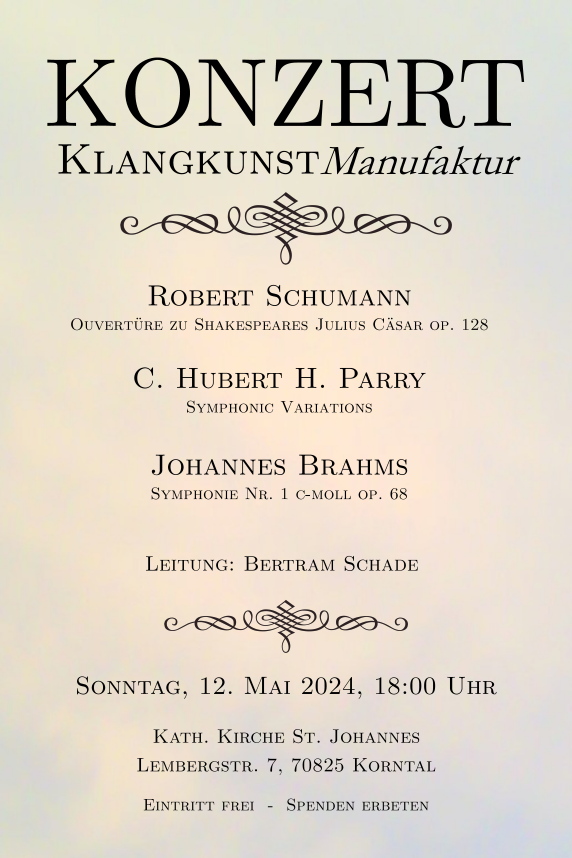 KONZERT
KLANGKUNSTManufaktur
ROBERT SCHUMANN
OUVERTÜRE ZU SHAKESPEARES JULIUS CÄSAR OP. 128
C. HUBERT H. PARRY
SYMPHONIC VARIATIONS
JOHANNES BRAHMS
SYMPHONIE NR. 1 C-MOLL OP. 68
LEITUNG: BERTRAM SCHADE
SONNTAG, 12. MAI 2024, 18:00 UHR
KATH. KIRCHE ST. JOHANNES
LEMBERGSTR. 7, 70825 KORNTAL
EINTRITT FREI - SPENDEN ERBETEN